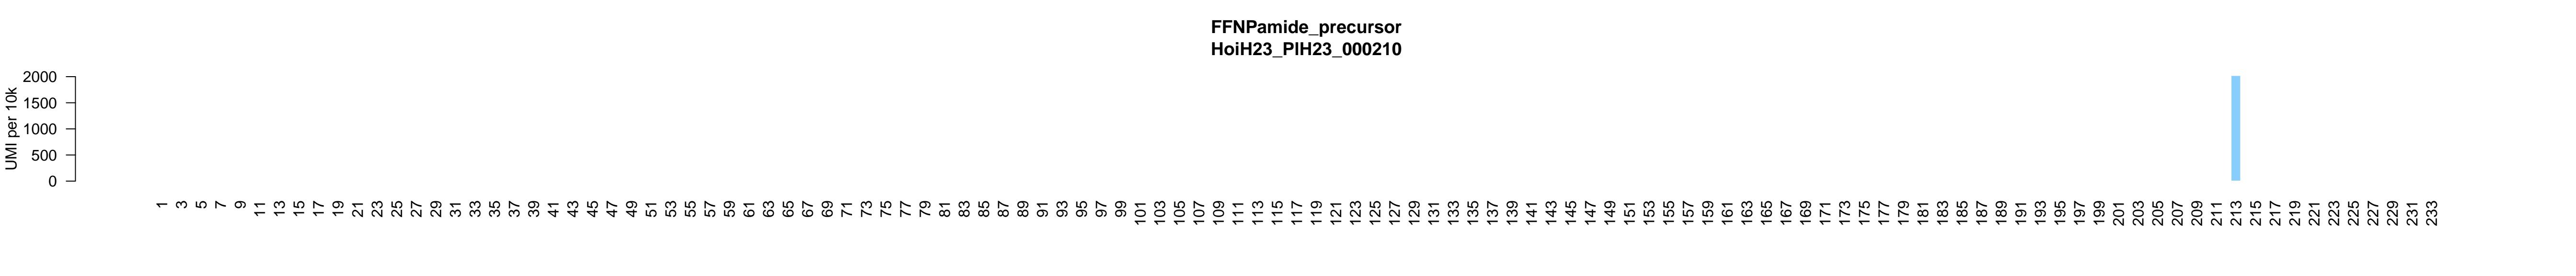 FFNPamide_precursor
HoiH23_PlH23_000210
UMI per 10k
2000
1500
1000
500
0
1 3 5 7 9 11 13 15 17 19 21 23 25 27 29 31 33 35 37 39 41 43 45 47 49 51 53 55 57 59 61 63 65 67 69 71 73 75 77 79 81 83 85 87 89 91 93 95 97 99 101 103 105 107 109 111 113 115 117 119 121 123 125 127 129 131 133 135 137 139 141 143 145 147 149 151 153 155 157 159 161 163 165 167 169 171 173 175 177 179 181 183 185 187 189 191 193 195 197 199 201 203 205 207 209 211 213 215 217 219 221 223 225 227 229 231 233